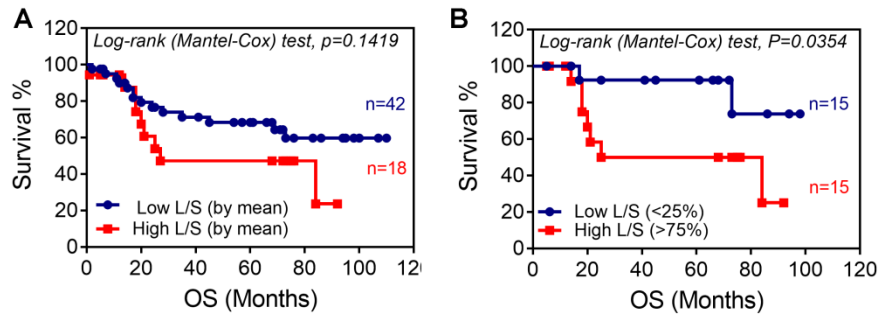 A
Log-rank (Mantel-Cox) test, p=0.1419
120
100
80
60
40
20
0
Survival %
n=42
n=18
Low L/S (by mean)
High L/S (by mean)
0 20 40 60 80 100 120
OS (Months)
B
Log-rank (Mantel-Cox) test, P=0.0354
120
100
80
60
40
20
0
Survival %
n=15
n=15
Low L/S (<25%)
High L/S (>75%)
0 20 40 60 80 100 120
OS (Months)